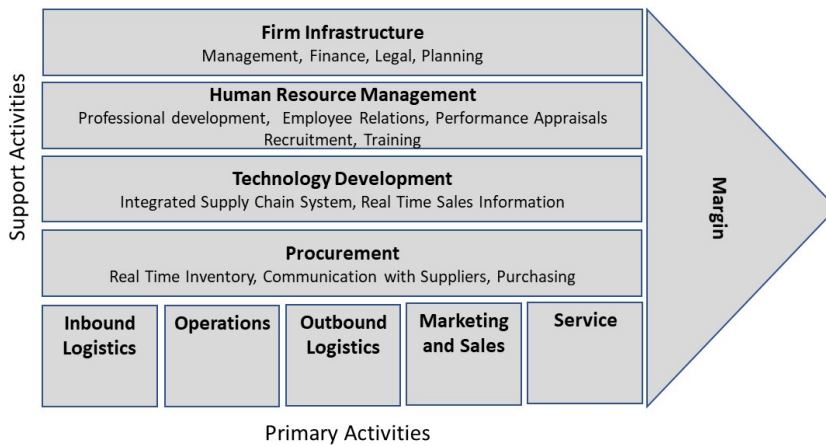 Firm Infrastructure
Management, Finance, Legal, Planning
Human Resource Management
Professional development, Employee Relations, Performance Appraisals
Recruitment, Training
Technology Development
Integrated Supply Chain System, Real Time Sales Information
Procurement
Real Time Inventory, Communication with Suppliers, Purchasing
Support Activities
Inbound
Logistics
Operations
Outbound
Logistics
Marketing
and Sales
Service
Margin
Primary Activities